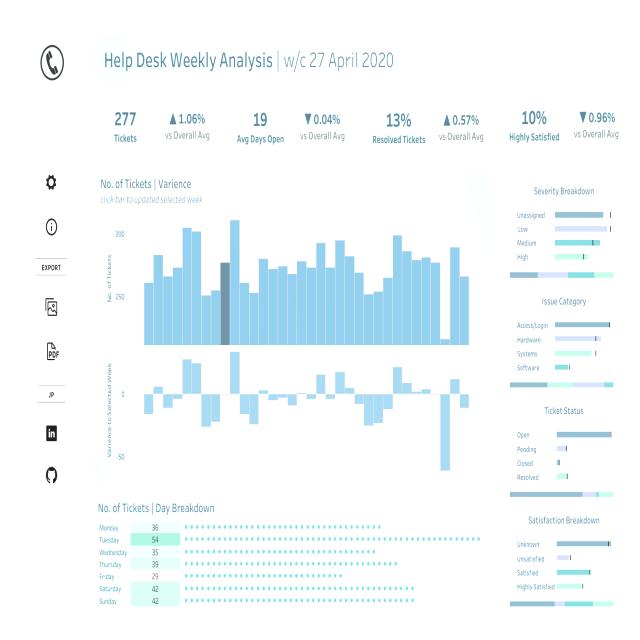 Help Desk Weekly Analysis | w/c 27 April 2020
277
Tickets
▲ 1.06%
vs Overall Avg
19
Avg Days Open
▼ 0.04%
vs Overall Avg
13%
Resolved Tickets
▲ 0.57%
vs Overall Avg
10%
Highly Satisfied
▼ 0.96%
vs Overall Avg
EXPORT
PDF
JP
in
No. of Tickets | Varience
click bar to updated selected week
No. of Tickets
300
250
Varience to Selected Week
0
-50
No. of Tickets | Day Breakdown
Monday 36
Tuesday 54
Wednesday 35
Thursday 39
Friday 29
Saturday 42
Sunday 42
Severity Breakdown
Unassigned
Low
Medium
High
Issue Category
Access/Login
Hardware
Systems
Software
Ticket Status
Open
Pending
Closed
Resolved
Satisfaction Breakdown
Unknown
Unsatisfied
Satisfied
Highly Satisfied